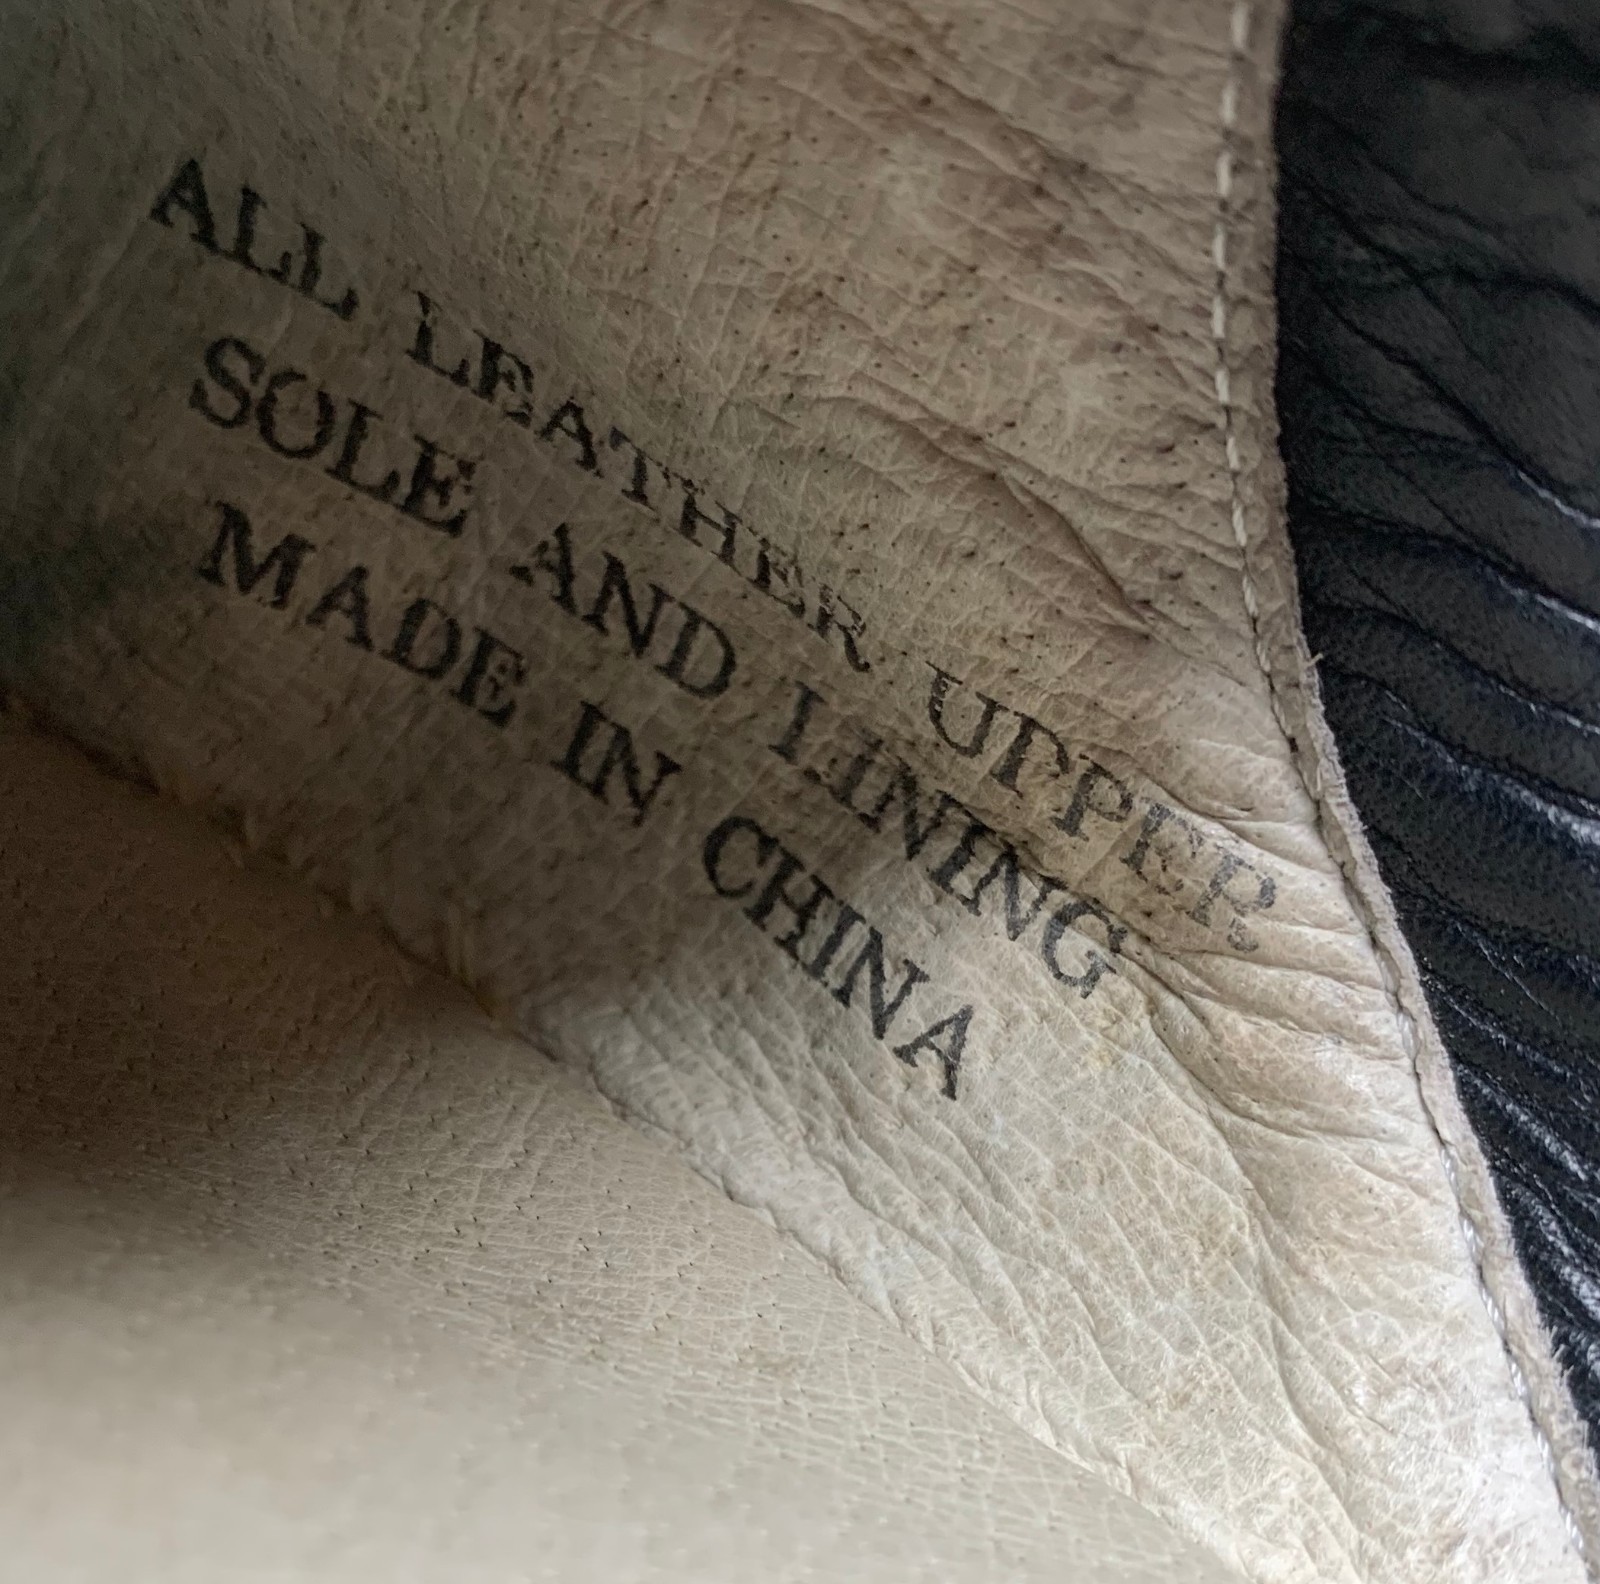 ALL LEATHER UPPER
SOLE AND LINING
MADE IN CHINA